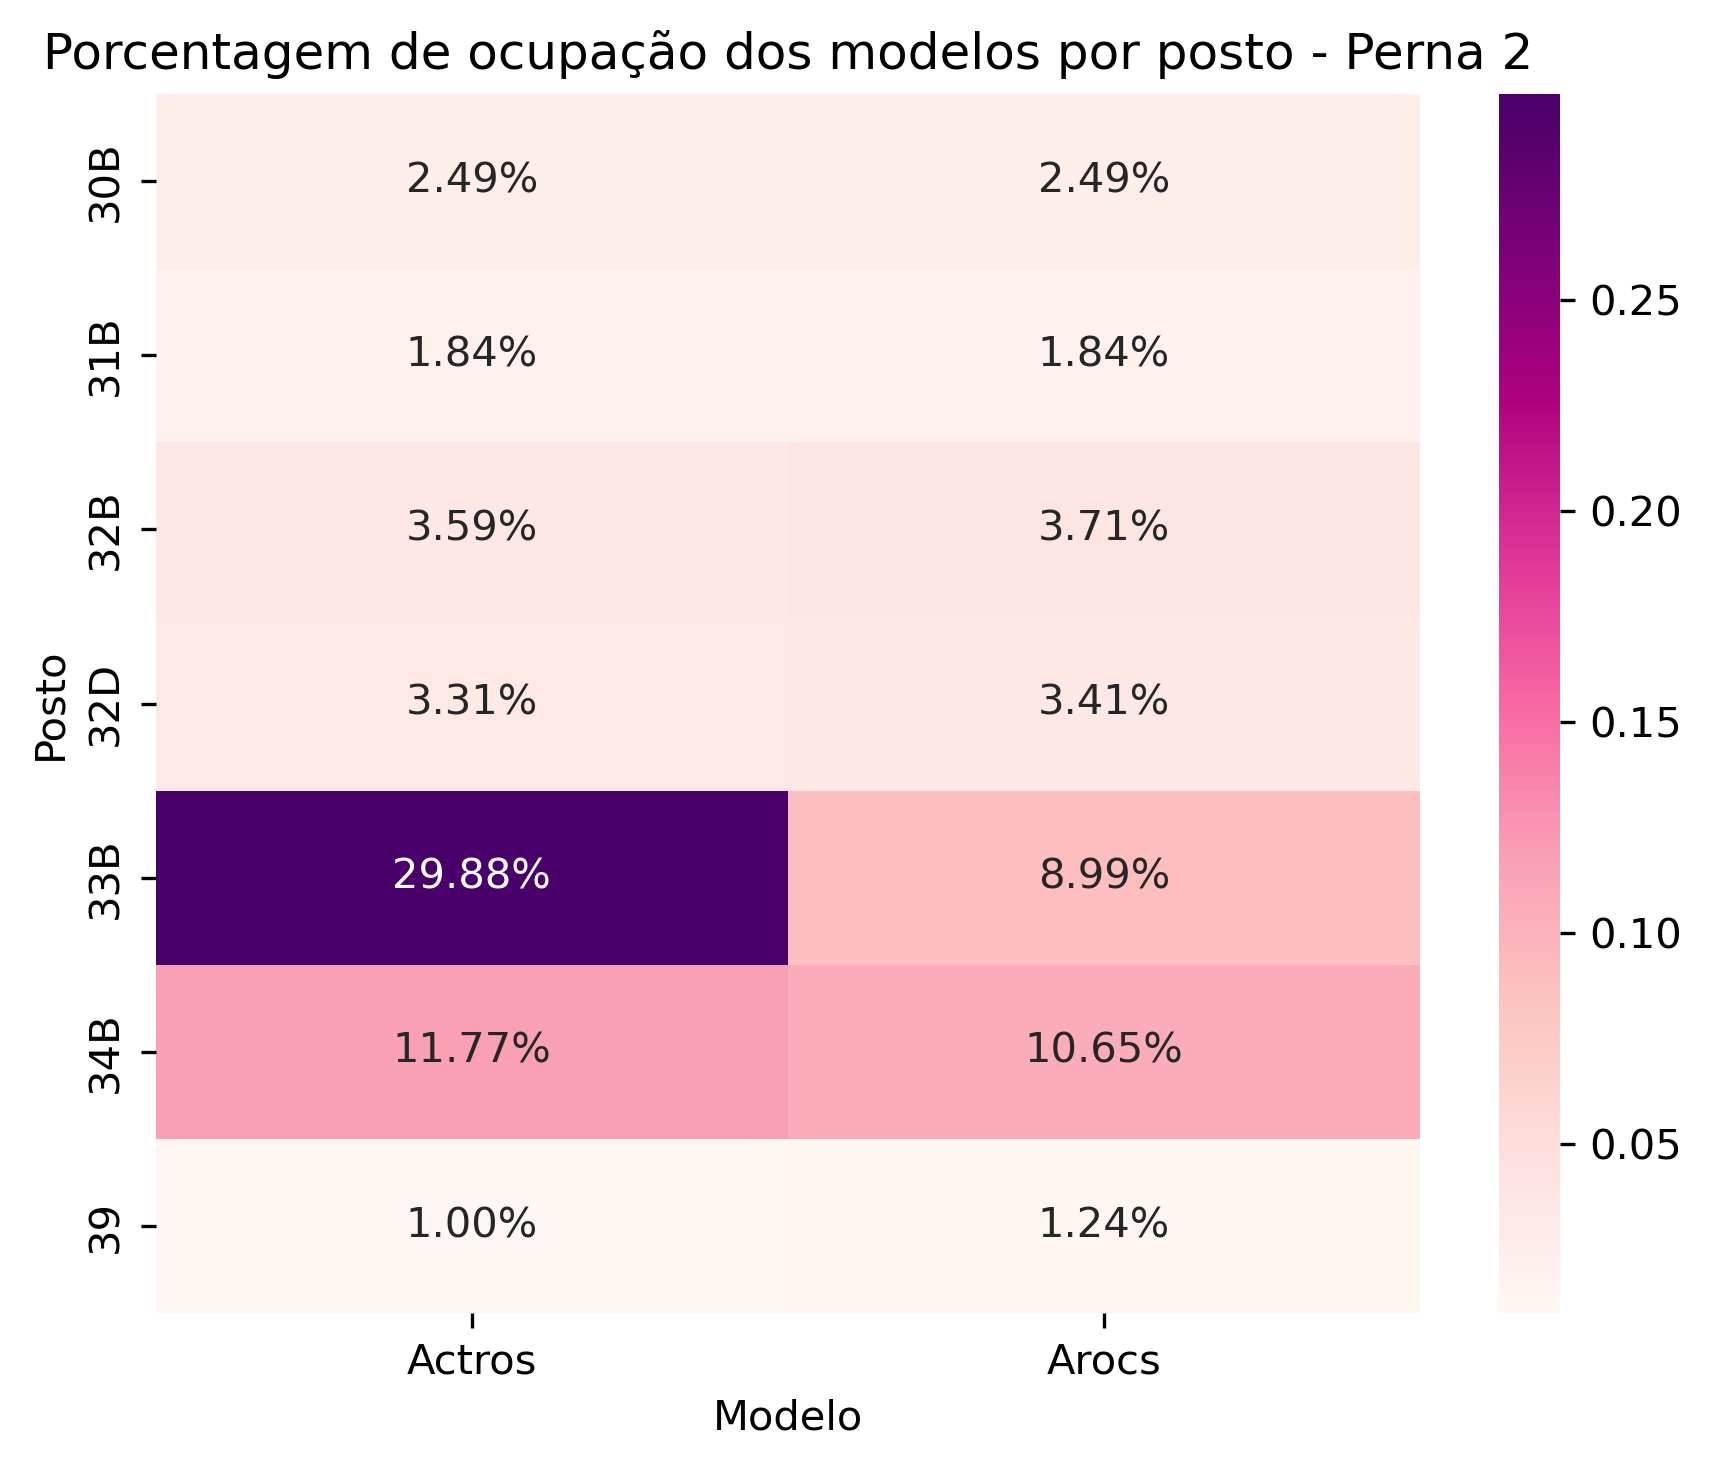 Porcentagem de ocupação dos modelos por posto - Perna 2
Posto
30B 2.49% 2.49%
31B 1.84% 1.84%
32B 3.59% 3.71%
32D 3.31% 3.41%
33B 29.88% 8.99%
34B 11.77% 10.65%
39 1.00% 1.24%
Actros Arocs
Modelo
0.25
0.20
0.15
0.10
0.05